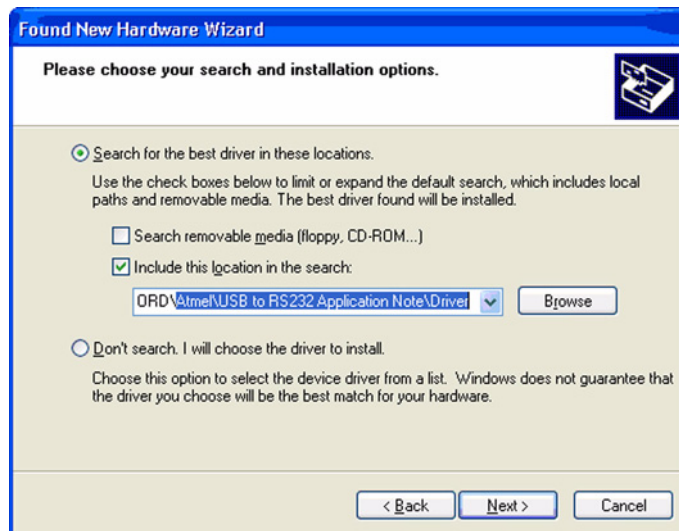 Found New Hardware Wizard
Please choose your search and installation options.
Search for the best driver in these locations.
Use the check boxes below to limit or expand the default search, which includes local
paths and removable media. The best driver found will be installed.
Search removable media (floppy, CD-ROM...)
Include this location in the search:
ORD\Atmel\USB to RS232 Application Note\Driver
Browse
Don't search. I will choose the driver to install.
Choose this option to select the device driver from a list. Windows does not guarantee that
the driver you choose will be the best match for your hardware.
< Back
Next >
Cancel